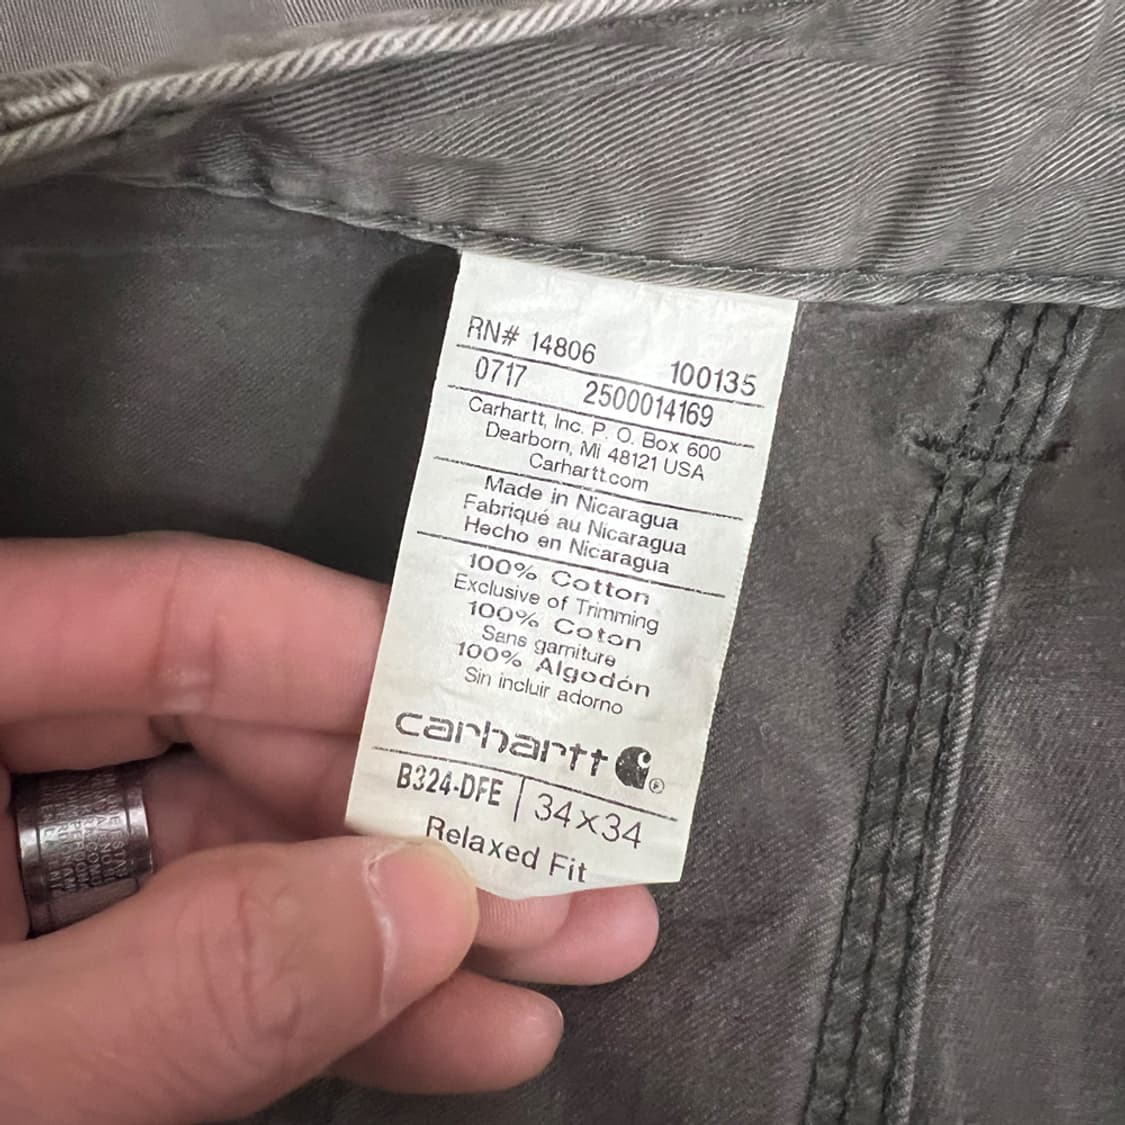 RN# 14806 100135
0717 2500014169
Carhartt, Inc. P. O. Box 600
Dearborn, MI 48121 USA
Carhartt.com
Made in Nicaragua
Fabriqué au Nicaragua
Hecho en Nicaragua
100% Cotton
Exclusive of Trimming
100% Coton
Sans garniture
100% Algodón
Sin incluir adorno
carhartt ®
B324-DFE | 34x34
Relaxed Fit